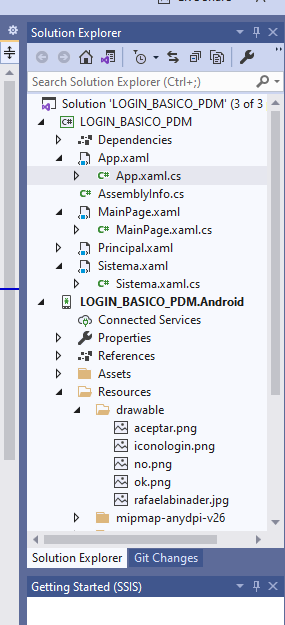 Solution Explorer
Search Solution Explorer (Ctrl+;)
Solution 'LOGIN_BASICO_PDM' (3 of 3
C# LOGIN_BASICO_PDM
Dependencies
App.xaml
C# App.xaml.cs
C# AssemblyInfo.cs
MainPage.xaml
C# MainPage.xaml.cs
Principal.xaml
Sistema.xaml
C# Sistema.xaml.cs
LOGIN_BASICO_PDM.Android
Connected Services
Properties
References
Assets
Resources
drawable
aceptar.png
iconologin.png
no.png
ok.png
rafaelabinader.jpg
mipmap-anydpi-v26
Solution Explorer Git Changes
Getting Started (SSIS)